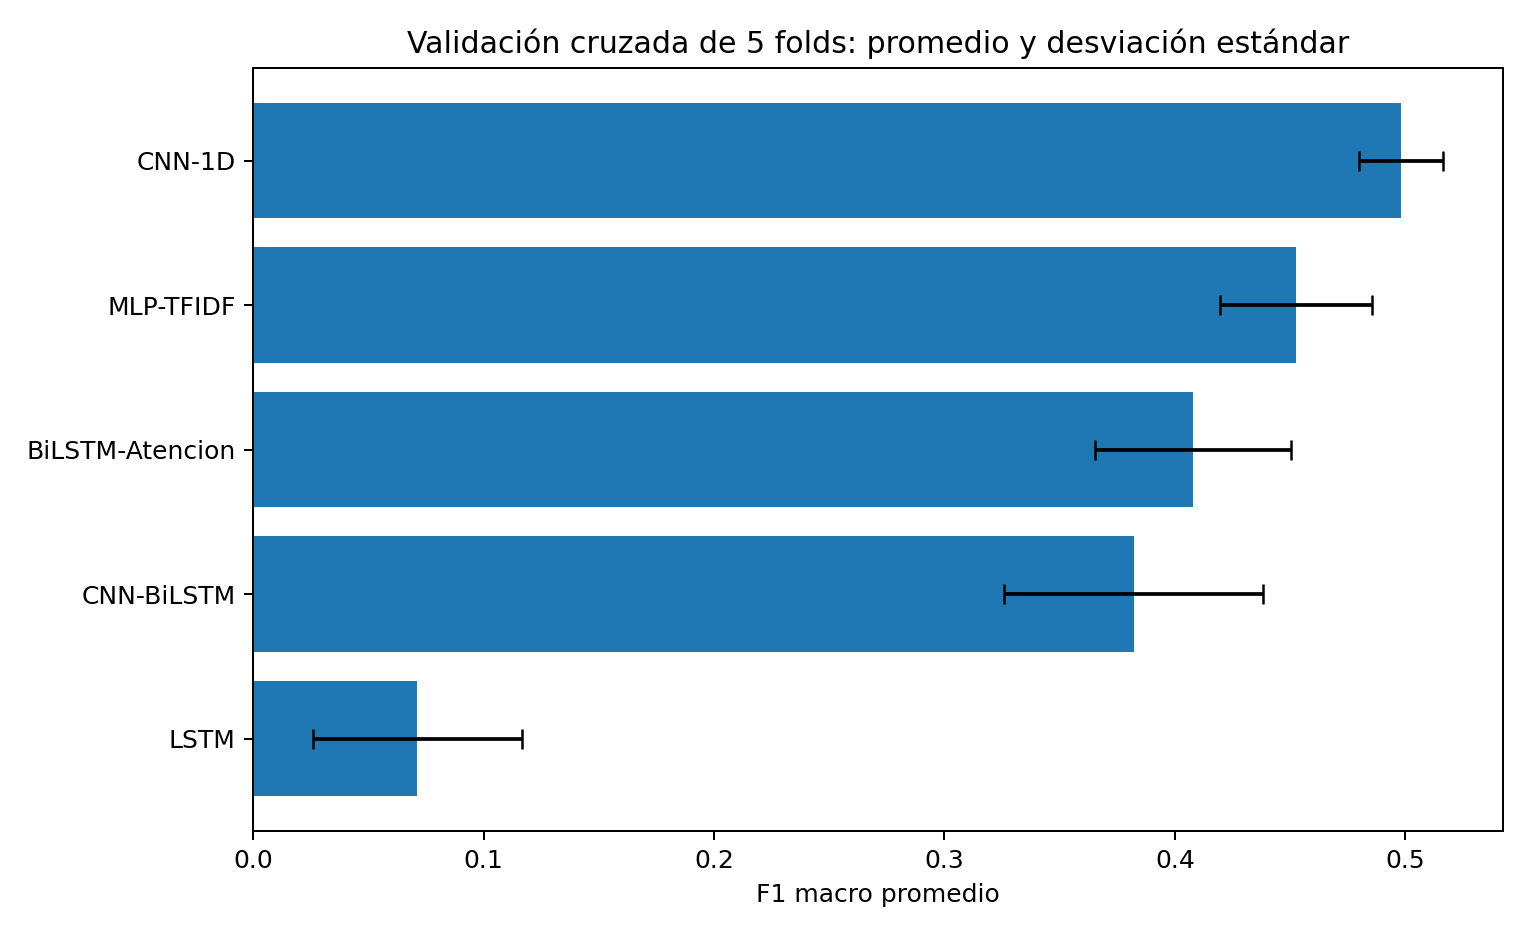 Validación cruzada de 5 folds: promedio y desviación estándar
CNN-1D
MLP-TFIDF
BiLSTM-Atencion
CNN-BiLSTM
LSTM
0.0 0.1 0.2 0.3 0.4 0.5
F1 macro promedio